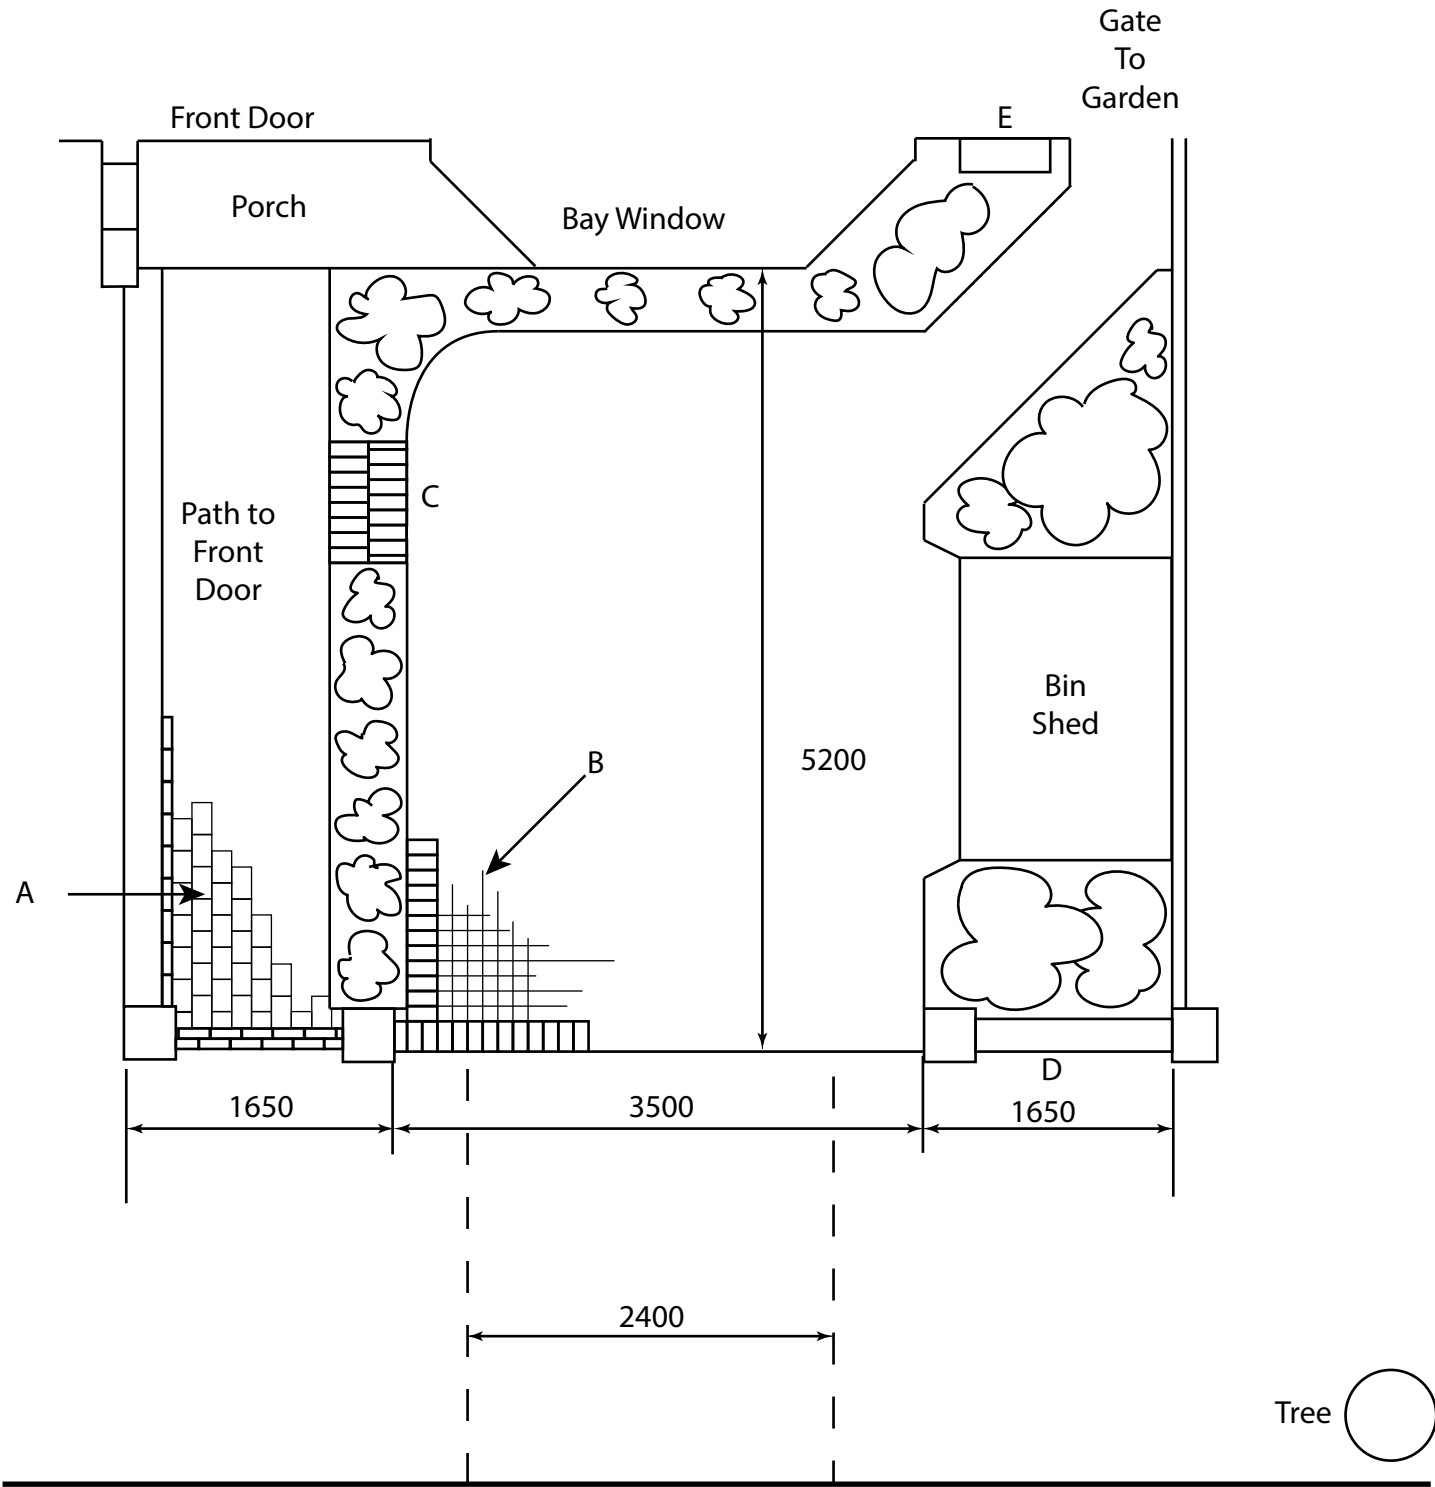 Gate
To
Garden
Front Door
E
Porch
Bay Window
C
Path to
Front
Door
Bin
Shed
B
5200
A
D
1650
3500
1650
2400
Tree